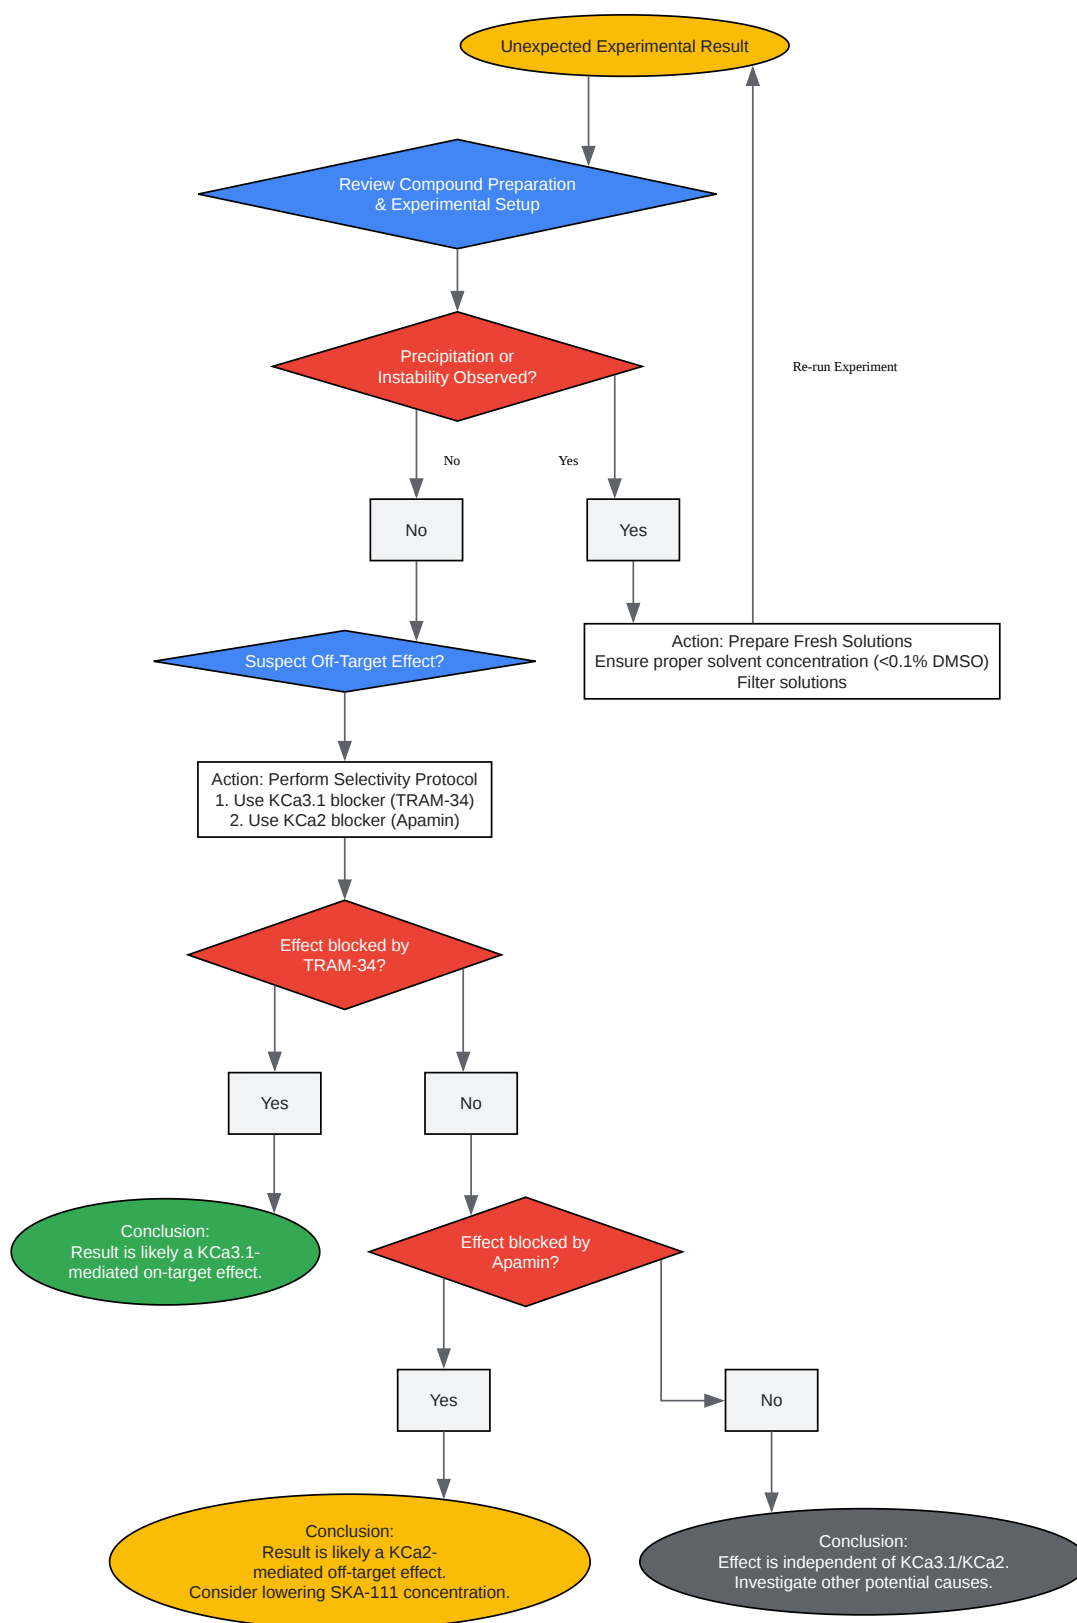 Unexpected Experimental Result
Review Compound Preparation
& Experimental Setup
Precipitation or
Instability Observed?
Re-run Experiment
No
Yes
No
Yes
Suspect Off-Target Effect?
Action: Prepare Fresh Solutions
Ensure proper solvent concentration (<0.1% DMSO)
Filter solutions
Action: Perform Selectivity Protocol
1. Use KCa3.1 blocker (TRAM-34)
2. Use KCa2 blocker (Apamin)
Effect blocked by
TRAM-34?
Yes
No
Conclusion:
Result is likely a KCa3.1-
mediated on-target effect.
Effect blocked by
Apamin?
Yes
No
Conclusion:
Result is likely a KCa2-
mediated off-target effect.
Consider lowering SKA-111 concentration.
Conclusion:
Effect is independent of KCa3.1/KCa2.
Investigate other potential causes.